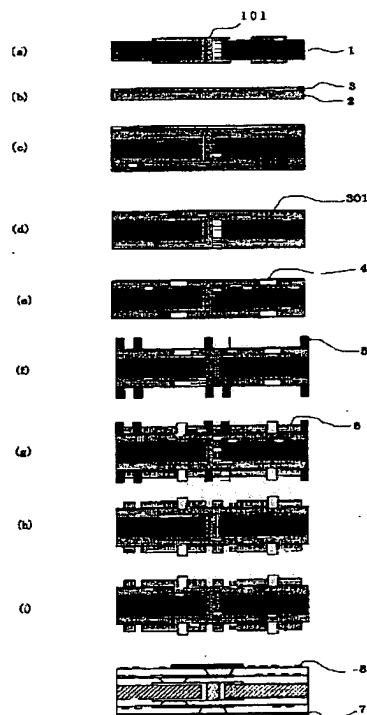 101
(a) 1
(b) 3
2
(c)
(d) 301
(e) 4
(f) 5
(g) 6
(h)
(i)
8
7